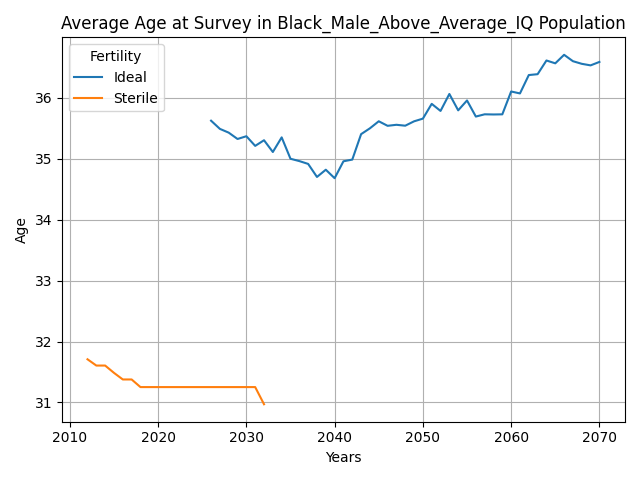 Average Age at Survey in Black_Male_Above_Average_IQ Population
Fertility
Ideal
Sterile
Age
36
35
34
33
32
31
2010 2020 2030 2040 2050 2060 2070
Years